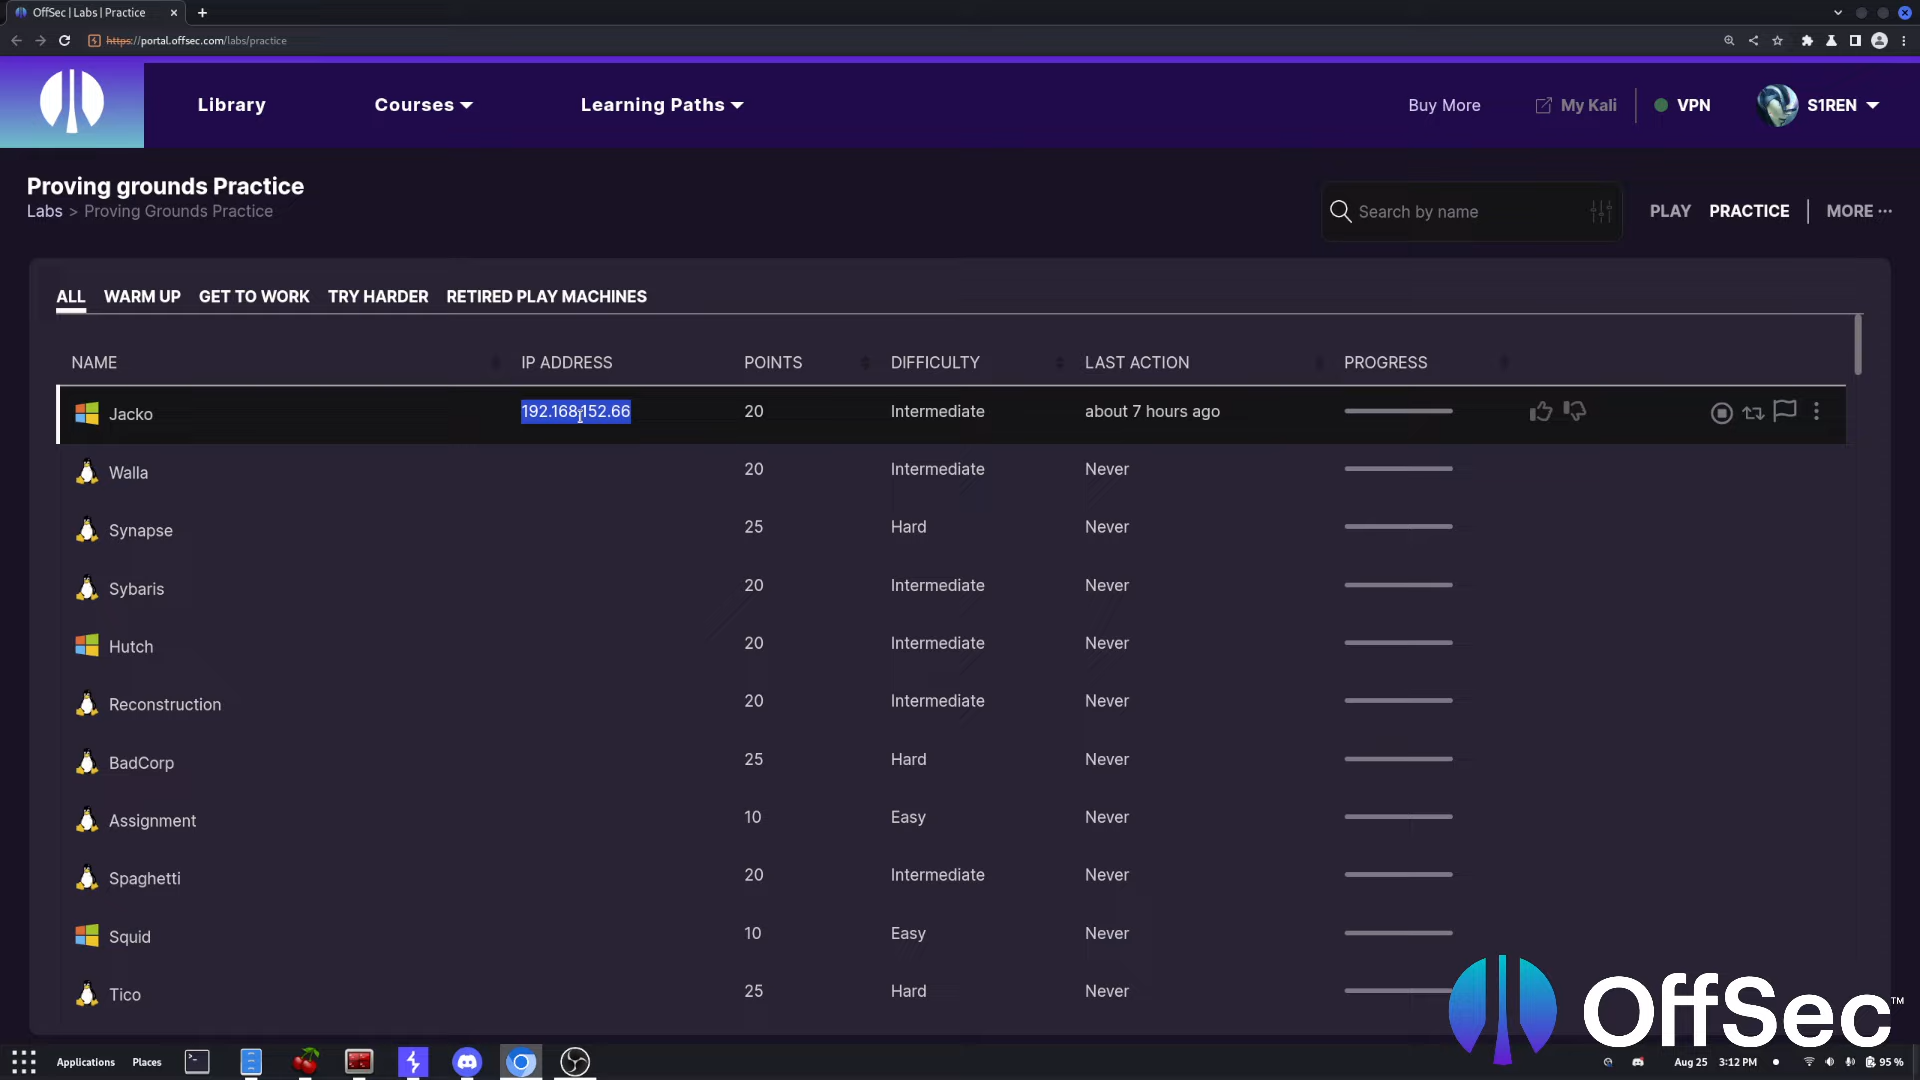 OffSec | Labs | Practice
https://portal.offsec.com/labs/practice
Library
Courses
Learning Paths
Buy More
My Kali
VPN
S1REN
Proving grounds Practice
Labs > Proving Grounds Practice
Search by name
PLAY
PRACTICE
MORE ···
ALL
WARM UP
GET TO WORK
TRY HARDER
RETIRED PLAY MACHINES
NAME IP ADDRESS POINTS DIFFICULTY LAST ACTION PROGRESS
Jacko 192.168.152.66 20 Intermediate about 7 hours ago
Walla 20 Intermediate Never
Synapse 25 Hard Never
Sybaris 20 Intermediate Never
Hutch 20 Intermediate Never
Reconstruction 20 Intermediate Never
BadCorp 25 Hard Never
Assignment 10 Easy Never
Spaghetti 20 Intermediate Never
Squid 10 Easy Never
Tico 25 Hard Never
OffSec™
Applications
Places
Aug 25 3:12 PM
95 %